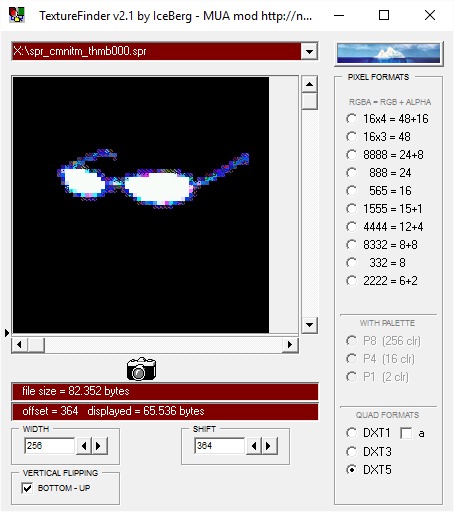 TextureFinder v2.1 by IceBerg - MUA mod http://n...
X:\spr_cmnitm_thmb000.spr
PIXEL FORMATS
RGBA = RGB + ALPHA
16x4 = 48+16
16x3 = 48
8888 = 24+8
888 = 24
565 = 16
1555 = 15+1
4444 = 12+4
8332 = 8+8
332 = 8
2222 = 6+2
WITH PALETTE
P8 (256 clr)
P4 (16 clr)
P1 (2 clr)
QUAD FORMATS
DXT1 a
DXT3
DXT5
file size = 82.352 bytes
offset = 364 displayed = 65.536 bytes
WIDTH
256
SHIFT
364
VERTICAL FLIPPING
BOTTOM - UP